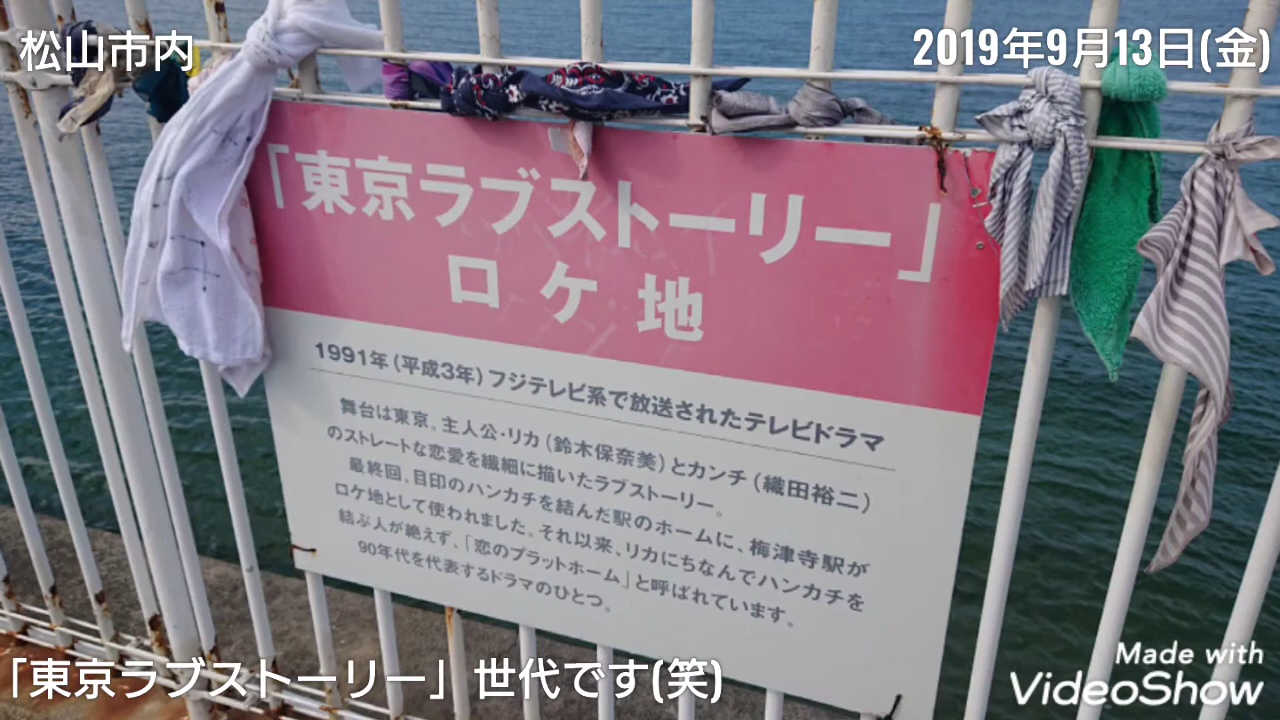 松山市内
2019年9月13日(金)
「東京ラブストーリー」
ロケ地
1991年(平成3年)フジテレビ系で放送されたテレビドラマ
舞台は東京。主人公・リカ(鈴木保奈美)とカンチ(織田裕二)
のストレートな恋愛を繊細に描いたラブストーリー。
最終回。目印のハンカチを結んだ駅のホームに、梅津寺駅が
ロケ地として使われました。それ以来、リカにちなんでハンカチを
結ぶ人が絶えず、「恋のプラットホーム」と呼ばれています。
90年代を代表するドラマのひとつ。
「東京ラブストーリー」世代です(笑)
Made with
VideoShow